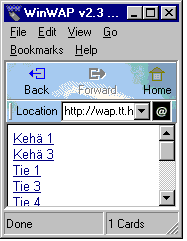 WinWAP v2.3 ...
File Edit View Go
Bookmarks Help
Back Forward Home
Location http://wap.tt.h
Kehä 1
Kehä 3
Tie 1
Tie 3
Tie 4
Done 1 Cards